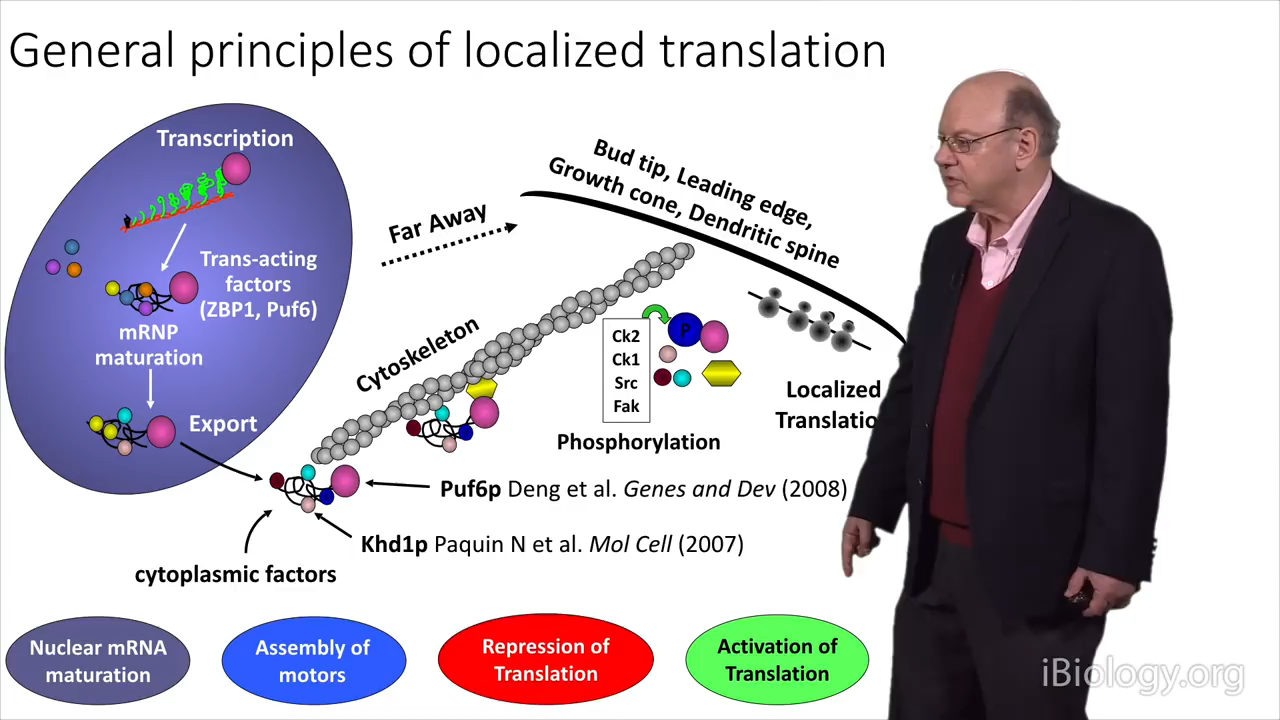 General principles of localized translation
Transcription
Trans-acting
factors
(ZBP1, Puf6)
mRNP
maturation
Export
cytoplasmic factors
Far Away
Bud tip, Leading edge,
Growth cone, Dendritic spine
Cytoskeleton
Ck2
Ck1
Src
Fak
P
Phosphorylation
Localized
Translatio
Puf6p Deng et al. Genes and Dev (2008)
Khd1p Paquin N et al. Mol Cell (2007)
Nuclear mRNA
maturation
Assembly of
motors
Repression of
Translation
Activation of
Translation
iBiology.org